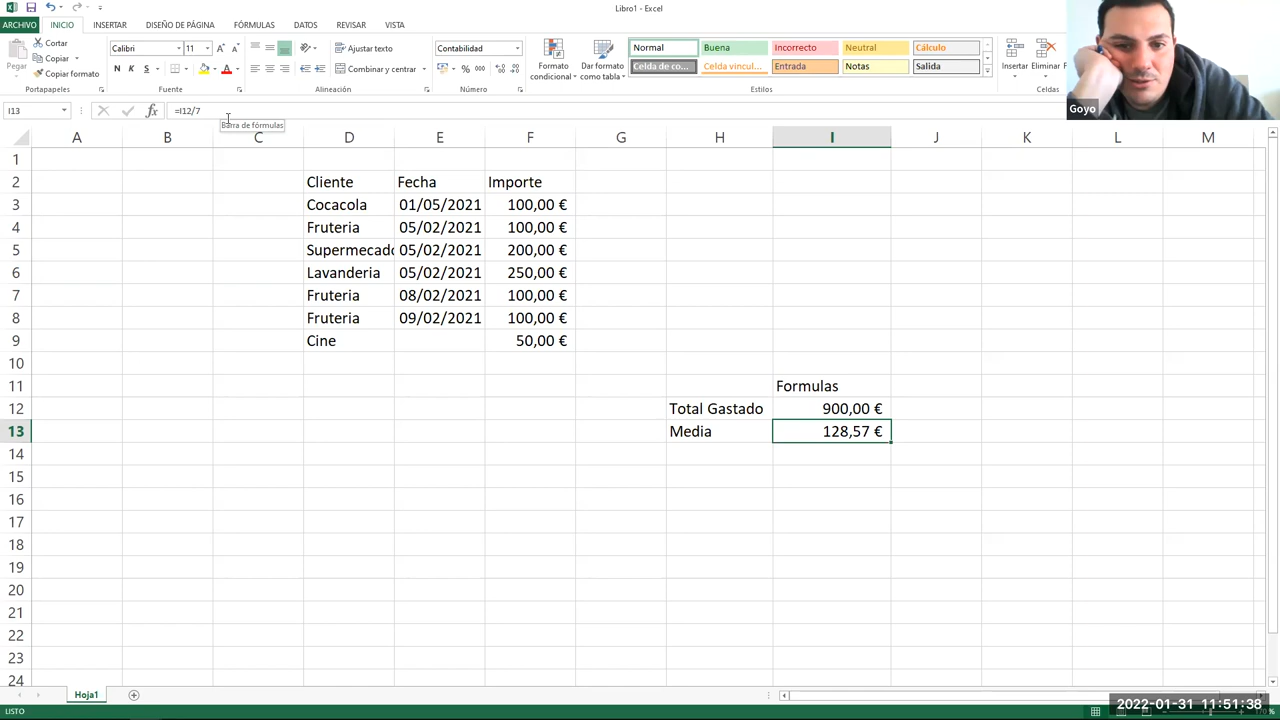 Libro1 - Excel
ARCHIVO INICIO INSERTAR DISEÑO DE PÁGINA FÓRMULAS DATOS REVISAR VISTA
Pegar
Cortar
Copiar
Copiar formato
Portapapeles
Calibri 11
N K S
Fuente
Ajustar texto
Combinar y centrar
Alineación
Contabilidad
% 000
Número
Formato condicional
Dar formato como tabla
Normal Buena Incorrecto Neutral Cálculo
Celda de co... Celda vincul... Entrada Notas Salida
Estilos
Insertar Eliminar
Celdas
Goyo
I13 fx =I12/7
Barra de fórmulas
A B C D E F G H I J K L M
1
2 Cliente Fecha Importe
3 Cocacola 01/05/2021 100,00 €
4 Fruteria 05/02/2021 100,00 €
5 Supermecado 05/02/2021 200,00 €
6 Lavanderia 05/02/2021 250,00 €
7 Fruteria 08/02/2021 100,00 €
8 Fruteria 09/02/2021 100,00 €
9 Cine 50,00 €
10
11 Formulas
12 Total Gastado 900,00 €
13 Media 128,57 €
14
15
16
17
18
19
20
21
22
23
24
Hoja1
LISTO
2022-01-31 11:51:38